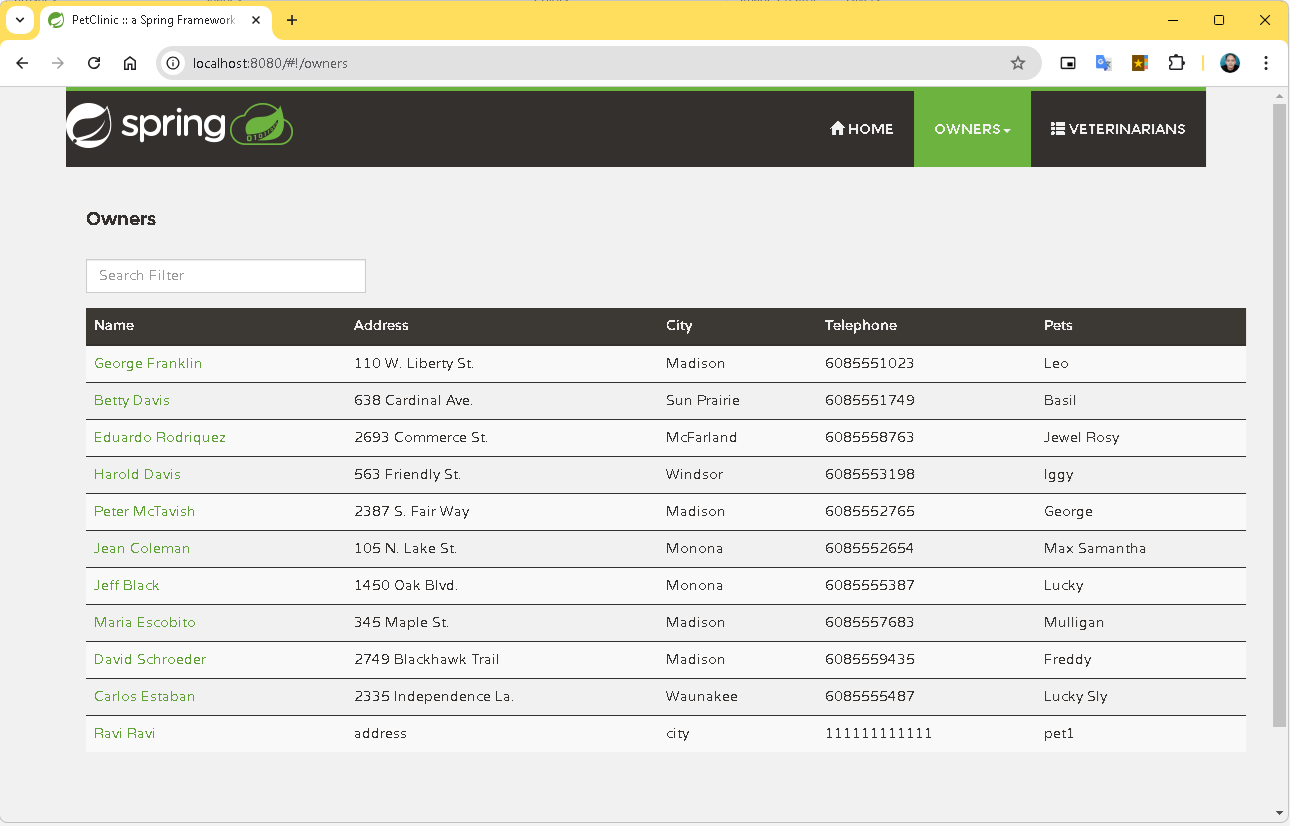 PetClinic :: a Spring Framework
localhost:8080/#!/owners
spring
HOME OWNERS VETERINARIANS
Owners
Search Filter
Name Address City Telephone Pets
George Franklin 110 W. Liberty St. Madison 6085551023 Leo
Betty Davis 638 Cardinal Ave. Sun Prairie 6085551749 Basil
Eduardo Rodriquez 2693 Commerce St. McFarland 6085558763 Jewel Rosy
Harold Davis 563 Friendly St. Windsor 6085553198 Iggy
Peter McTavish 2387 S. Fair Way Madison 6085552765 George
Jean Coleman 105 N. Lake St. Monona 6085552654 Max Samantha
Jeff Black 1450 Oak Blvd. Monona 6085555387 Lucky
Maria Escobito 345 Maple St. Madison 6085557683 Mulligan
David Schroeder 2749 Blackhawk Trail Madison 6085559435 Freddy
Carlos Estaban 2335 Independence La. Waunakee 6085555487 Lucky Sly
Ravi Ravi address city 111111111111 pet1